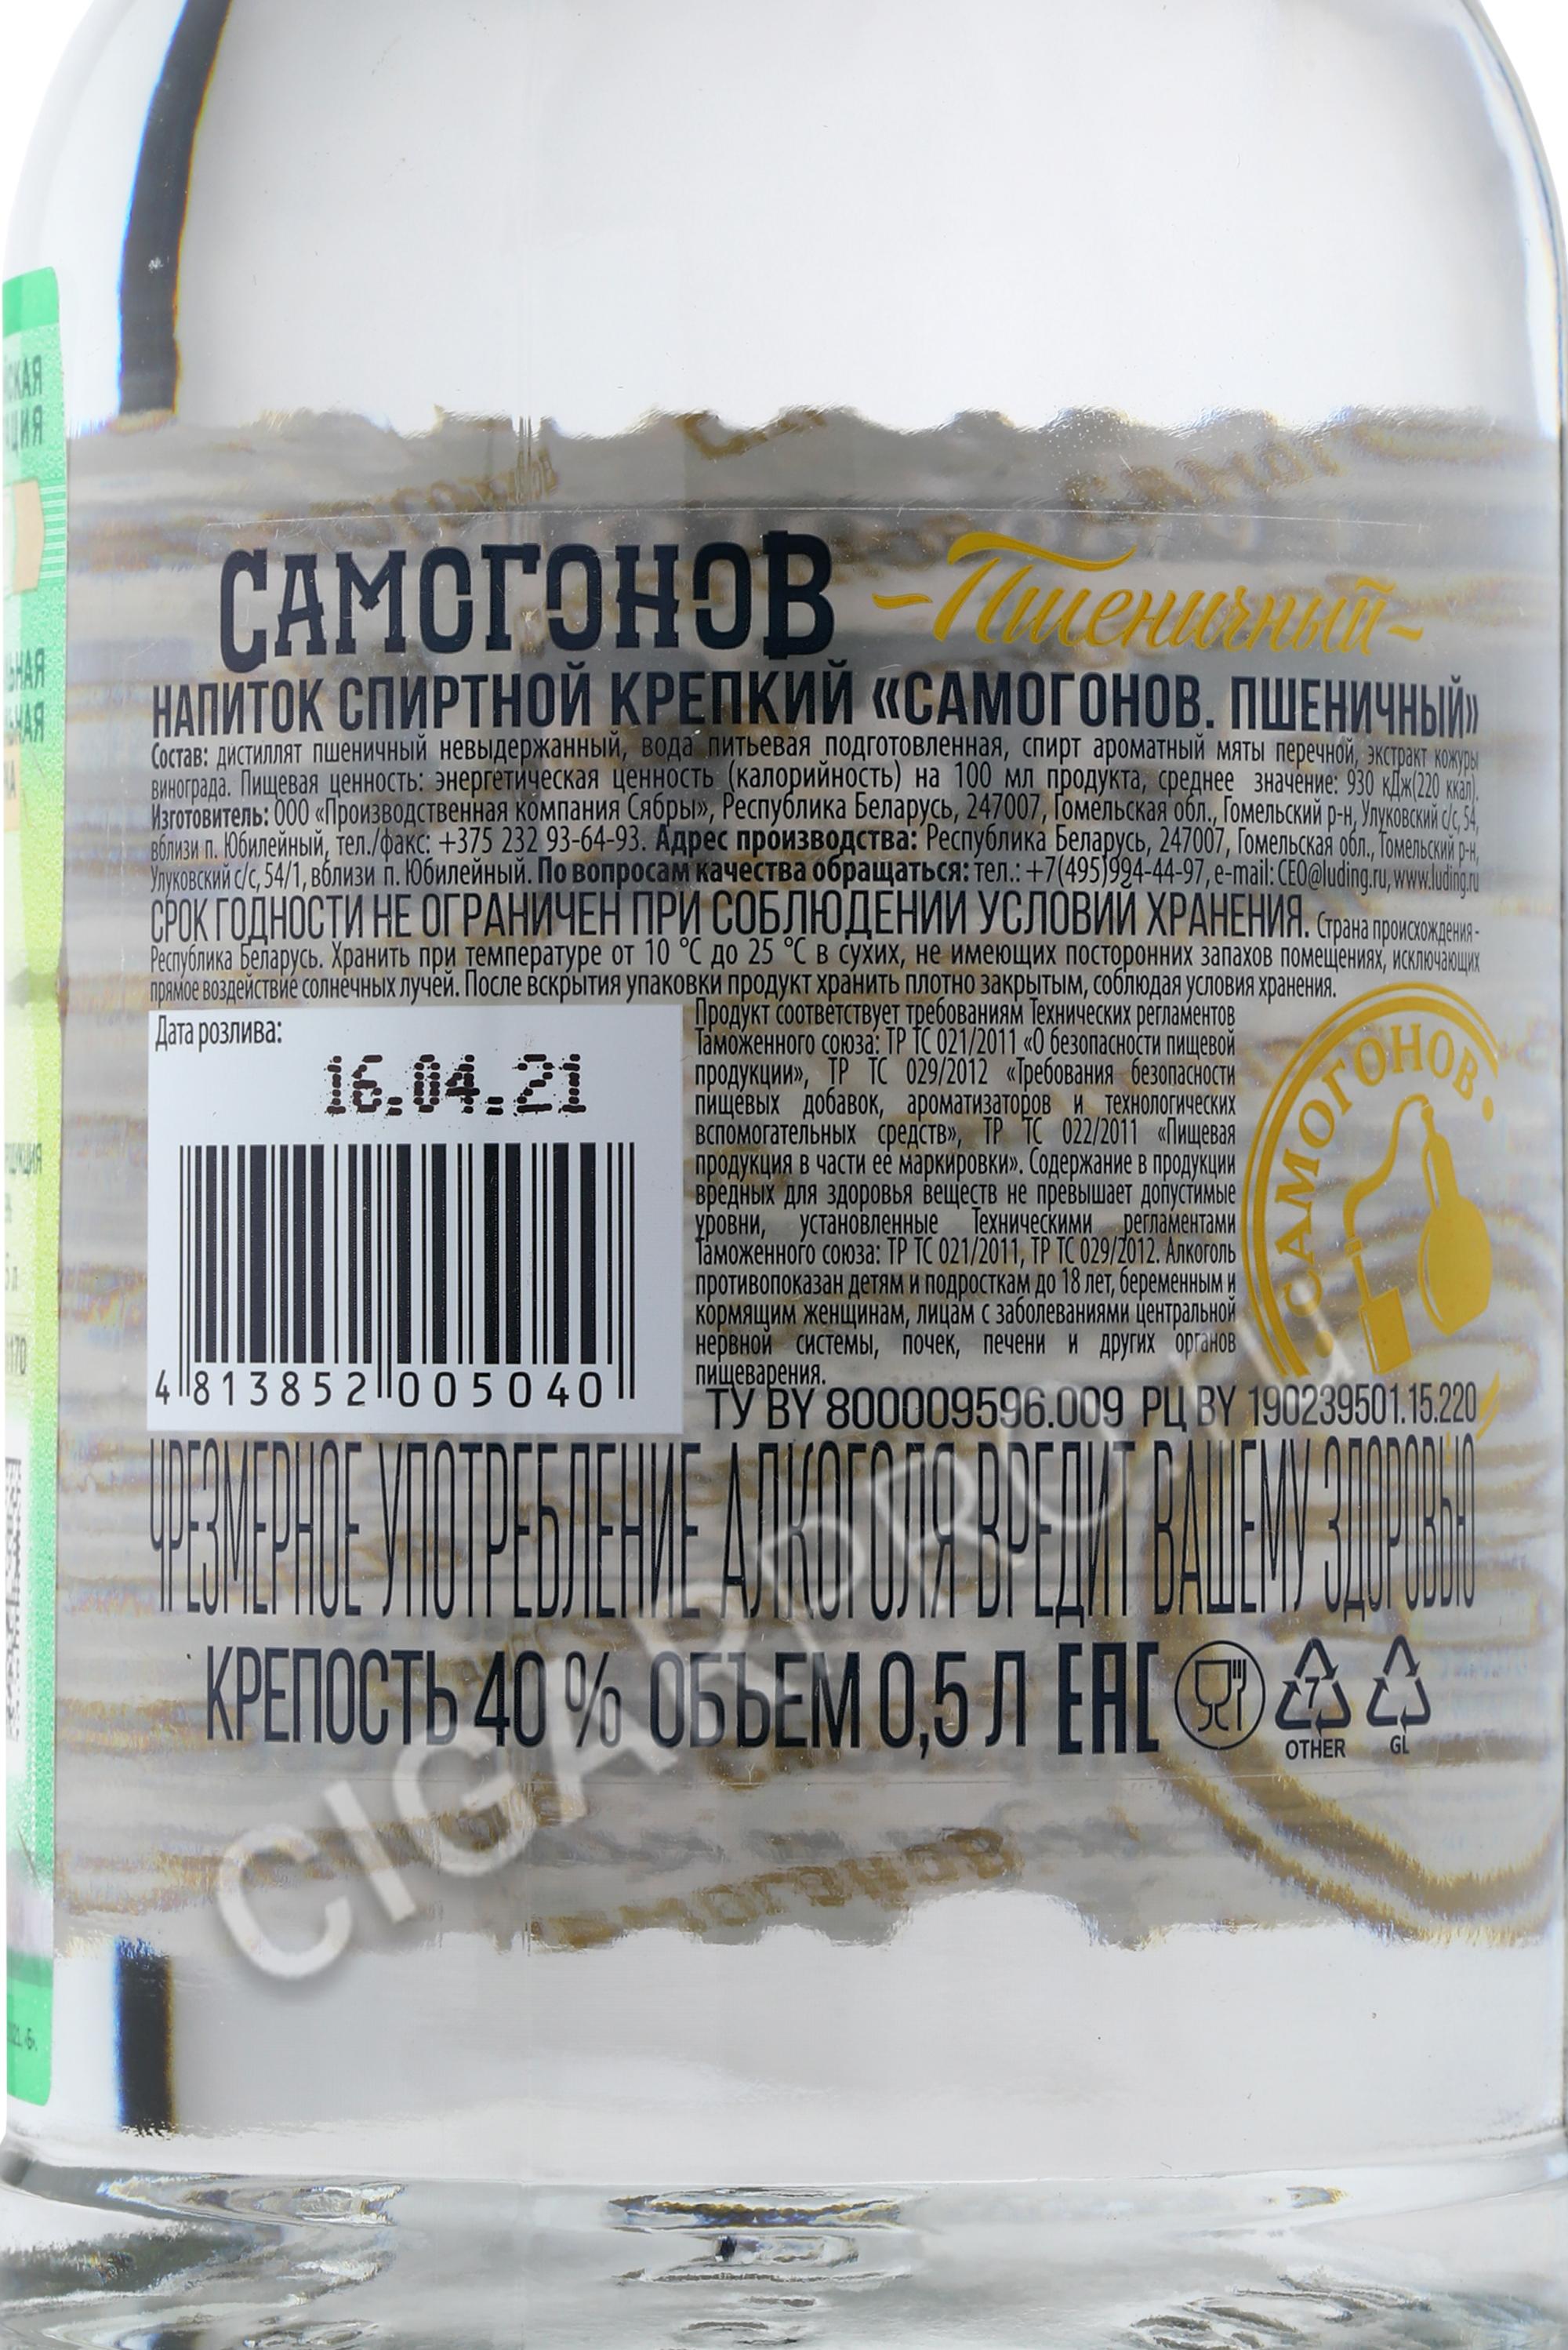 САМОГОНОВ -Пшеничный-
НАПИТОК СПИРТНОЙ КРЕПКИЙ «САМОГОНОВ. ПШЕНИЧНЫЙ»
Состав: дистиллят пшеничный невыдержанный, вода питьевая подготовленная, спирт ароматный мяты перечной, экстракт кожуры
винограда. Пищевая ценность: энергетическая ценность (калорийность) на 100 мл продукта, среднее значение: 930 кДж(220 ккал).
Изготовитель: ООО «Производственная компания Сябры», Республика Беларусь, 247007, Гомельская обл., Гомельский р-н, Улуковский с/с, 54,
вблизи п. Юбилейный, тел./факс: +375 232 93-64-93. Адрес производства: Республика Беларусь, 247007, Гомельская обл., Гомельский р-н,
Улуковский с/с, 54/1, вблизи п. Юбилейный. По вопросам качества обращаться: тел.: +7(495)994-44-97, e-mail: CEO@luding.ru, www.luding.ru
СРОК ГОДНОСТИ НЕ ОГРАНИЧЕН ПРИ СОБЛЮДЕНИИ УСЛОВИЙ ХРАНЕНИЯ. Страна происхождения -
Республика Беларусь. Хранить при температуре от 10 °С до 25 °С в сухих, не имеющих посторонних запахов помещениях, исключающих
прямое воздействие солнечных лучей. После вскрытия упаковки продукт хранить плотно закрытым, соблюдая условия хранения.
Дата розлива:
16.04.21
4 813852 005040
Продукт соответствует требованиям Технических регламентов
Таможенного союза: ТР ТС 021/2011 «О безопасности пищевой
продукции», ТР ТС 029/2012 «Требования безопасности
пищевых добавок, ароматизаторов и технологических
вспомогательных средств», ТР ТС 022/2011 «Пищевая
продукция в части ее маркировки». Содержание в продукции
вредных для здоровья веществ не превышает допустимые
уровни, установленные Техническими регламентами
Таможенного союза: ТР ТС 021/2011, ТР ТС 029/2012. Алкоголь
противопоказан детям и подросткам до 18 лет, беременным и
кормящим женщинам, лицам с заболеваниями центральной
нервной системы, почек, печени и других органов
пищеварения.
САМОГОНОВ
ТУ BY 800009596.009 РЦ BY 190239501.15.220
ЧРЕЗМЕРНОЕ УПОТРЕБЛЕНИЕ АЛКОГОЛЯ ВРЕДИТ ВАШЕМУ ЗДОРОВЬЮ
КРЕПОСТЬ 40 % ОБЪЕМ 0,5 Л EAC 7
OTHER GL
CIGARPRO.ru